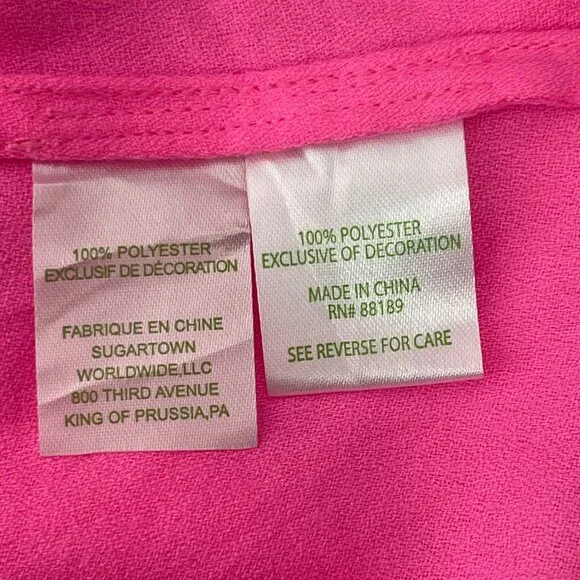 100% POLYESTER
EXCLUSIF DE DÉCORATION
FABRIQUE EN CHINE
SUGARTOWN
WORLDWIDE,LLC
800 THIRD AVENUE
KING OF PRUSSIA,PA
100% POLYESTER
EXCLUSIVE OF DECORATION
MADE IN CHINA
RN# 88189
SEE REVERSE FOR CARE